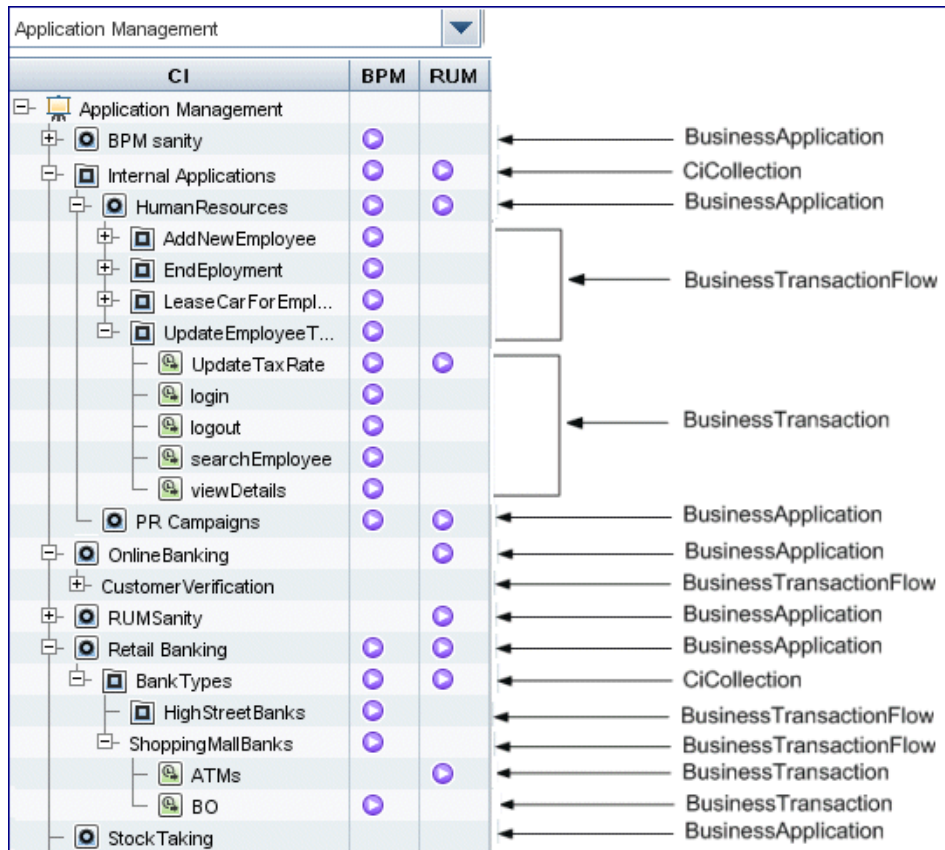 Application Management
CI BPM RUM
Application Management
BPM sanity BusinessApplication
Internal Applications CiCollection
HumanResources BusinessApplication
AddNewEmployee
EndEployment BusinessTransactionFlow
LeaseCarForEmpl...
UpdateEmployeeT...
UpdateTaxRate
login
logout BusinessTransaction
searchEmployee
viewDetails
PR Campaigns BusinessApplication
OnlineBanking BusinessApplication
CustomerVerification BusinessTransactionFlow
RUMSanity BusinessApplication
Retail Banking BusinessApplication
BankTypes CiCollection
HighStreetBanks BusinessTransactionFlow
ShoppingMallBanks BusinessTransactionFlow
ATMs BusinessTransaction
BO BusinessTransaction
StockTaking BusinessApplication